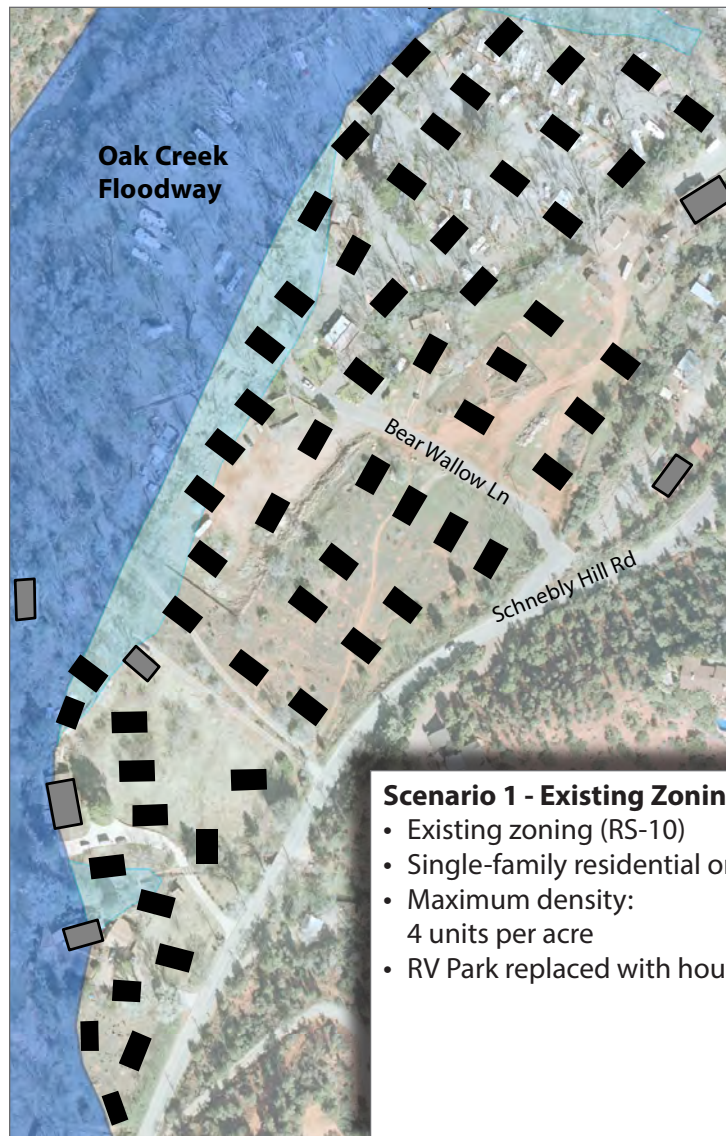 Oak Creek
Floodway
Bear Wallow Ln
Schnebly Hill Rd
Scenario 1 - Existing Zonin
• Existing zoning (RS-10)
• Single-family residential or
• Maximum density:
4 units per acre
• RV Park replaced with hou